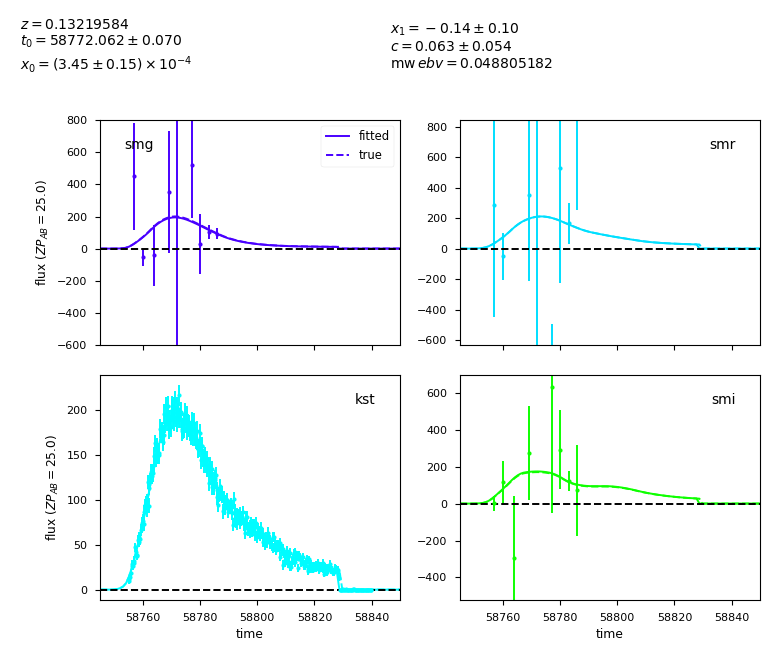 z = 0.13219584
t₀ = 58772.062 ± 0.070
x₀ = (3.45 ± 0.15) × 10⁻⁴
x₁ = −0.14 ± 0.10
c = 0.063 ± 0.054
mw ebv = 0.048805182
smg
fitted
true
flux (ZP_AB = 25.0)
800
600
400
200
0
−200
−400
−600
smr
800
600
400
200
0
−200
−400
−600
kst
flux (ZP_AB = 25.0)
200
150
100
50
0
58760 58780 58800 58820 58840
time
smi
600
400
200
0
−200
−400
58760 58780 58800 58820 58840
time